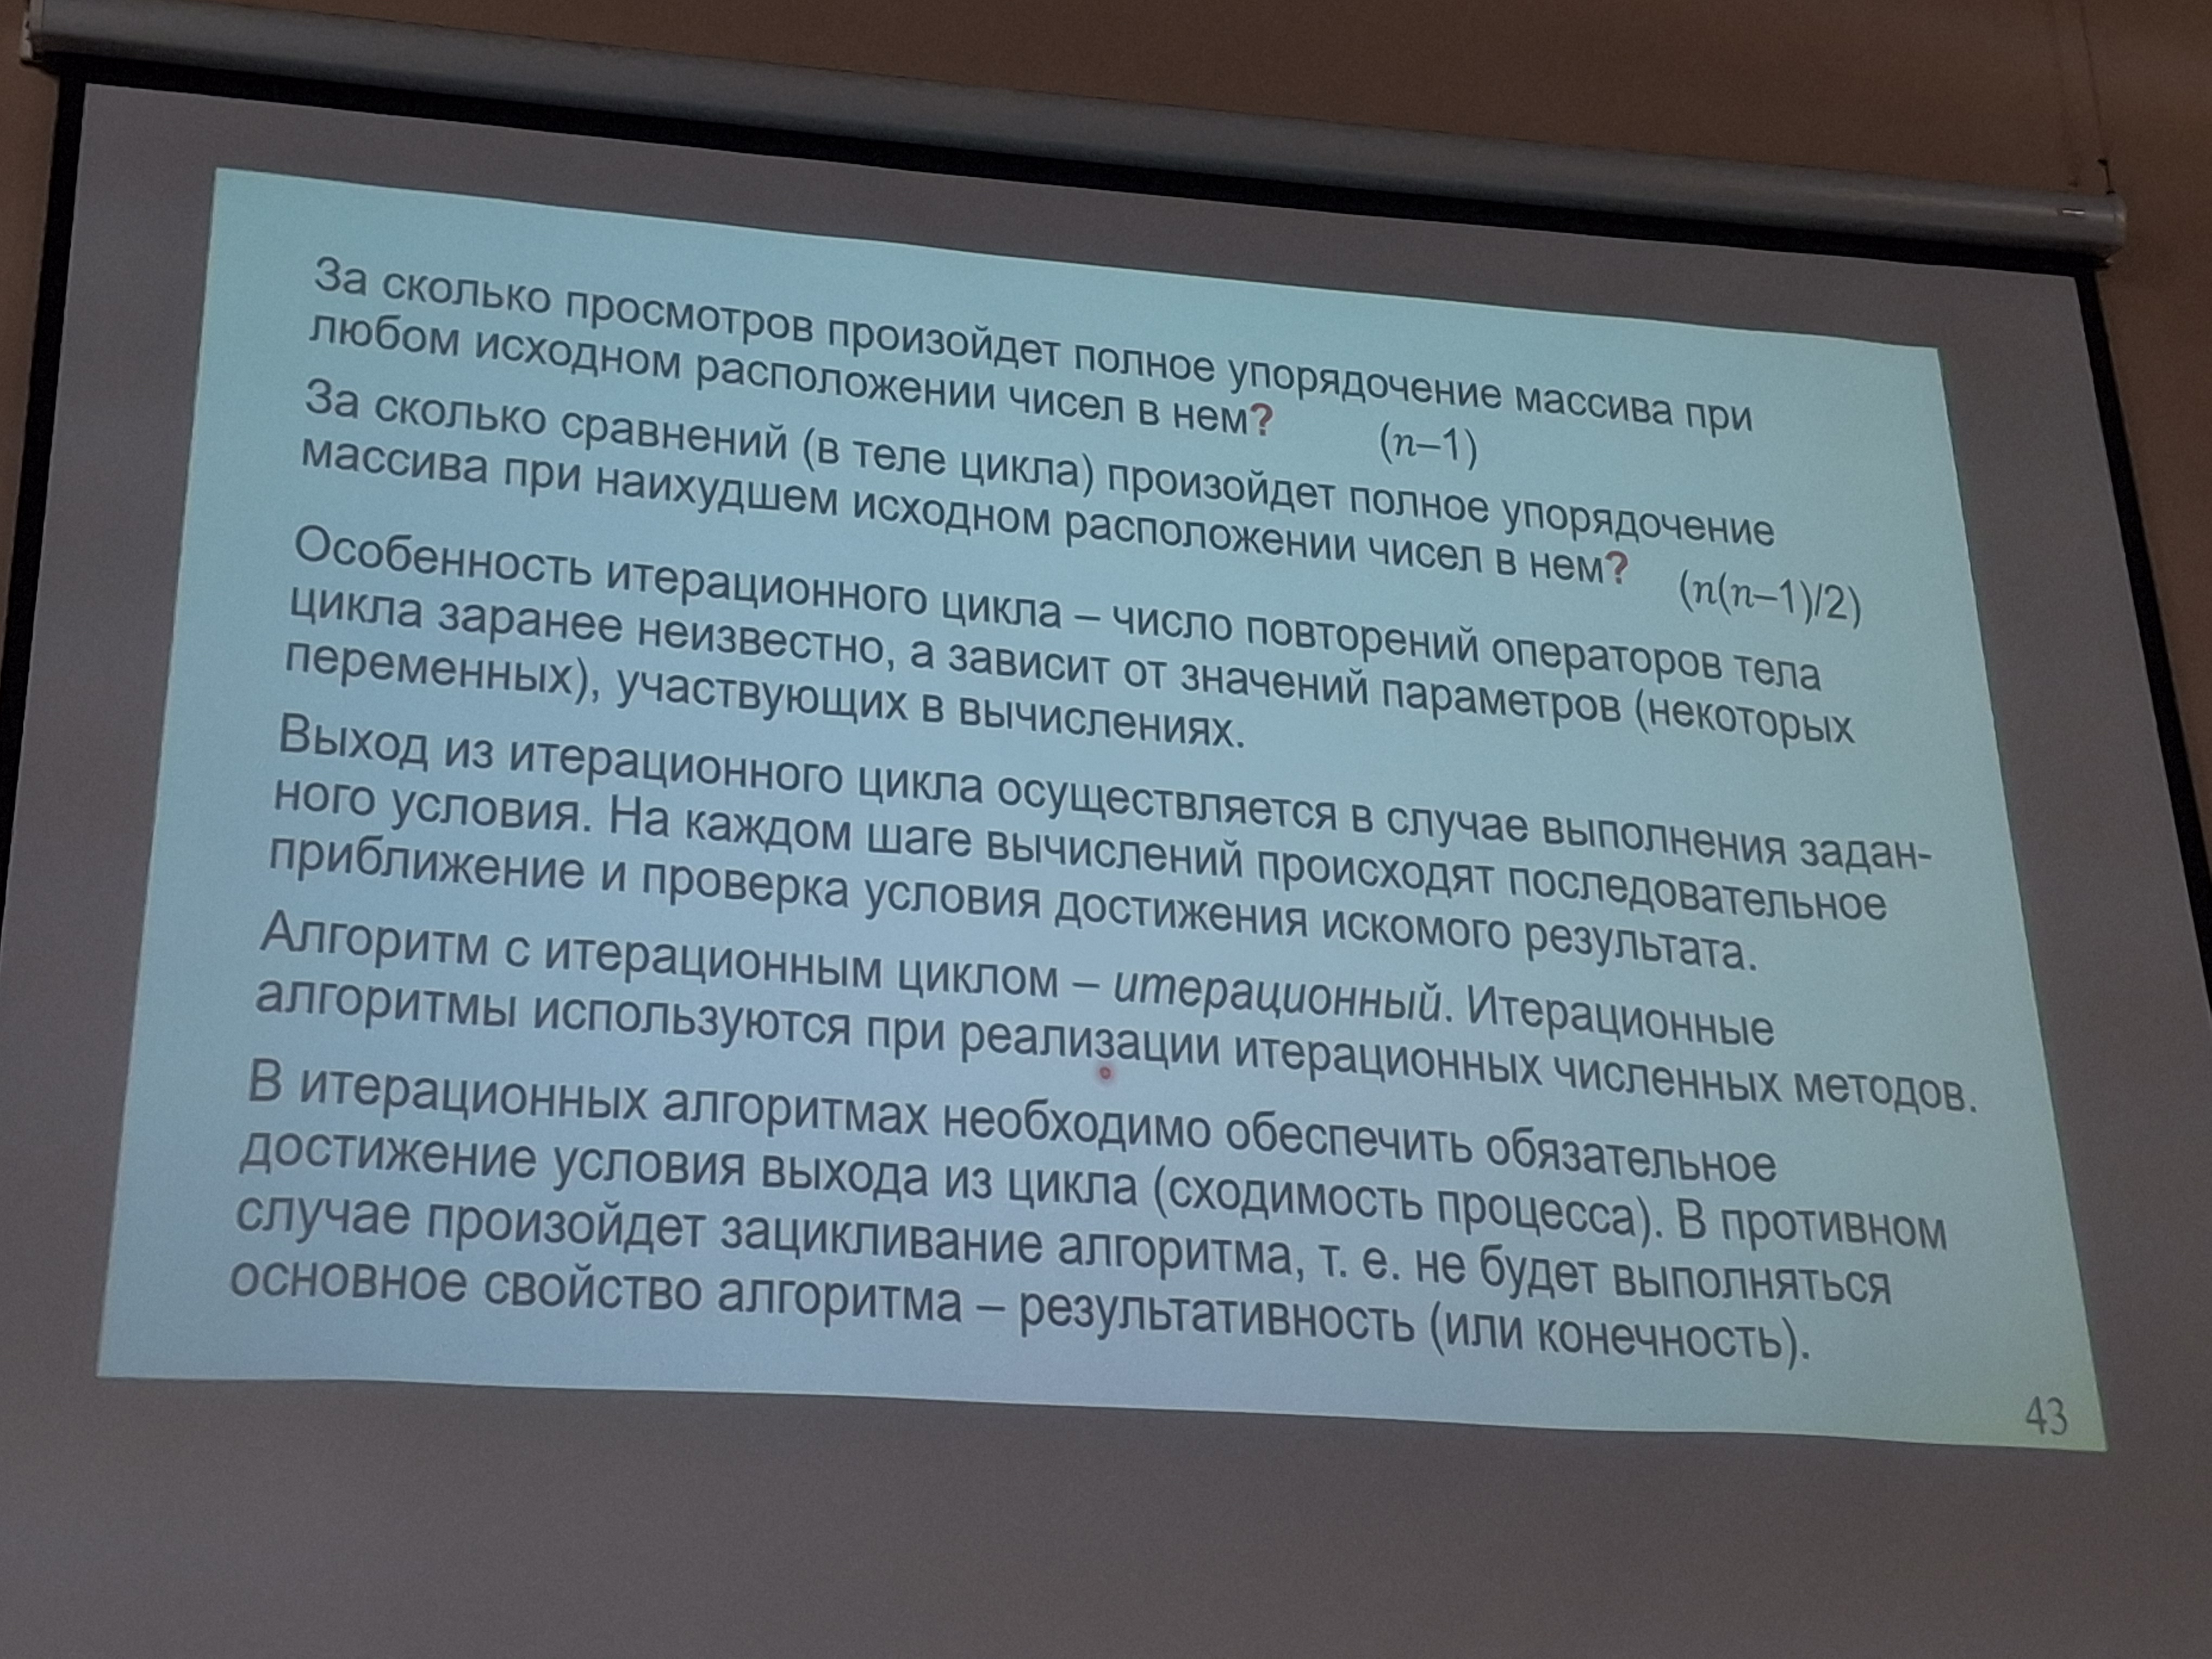 За сколько просмотров произойдет полное упорядочение массива при
любом исходном расположении чисел в нем? (n–1)
За сколько сравнений (в теле цикла) произойдет полное упорядочение
массива при наихудшем исходном расположении чисел в нем? (n(n–1)/2)
Особенность итерационного цикла – число повторений операторов тела
цикла заранее неизвестно, а зависит от значений параметров (некоторых
переменных), участвующих в вычислениях.
Выход из итерационного цикла осуществляется в случае выполнения задан-
ного условия. На каждом шаге вычислений происходят последовательное
приближение и проверка условия достижения искомого результата.
Алгоритм с итерационным циклом – итерационный. Итерационные
алгоритмы используются при реализации итерационных численных методов.
В итерационных алгоритмах необходимо обеспечить обязательное
достижение условия выхода из цикла (сходимость процесса). В противном
случае произойдет зацикливание алгоритма, т. е. не будет выполняться
основное свойство алгоритма – результативность (или конечность).
43